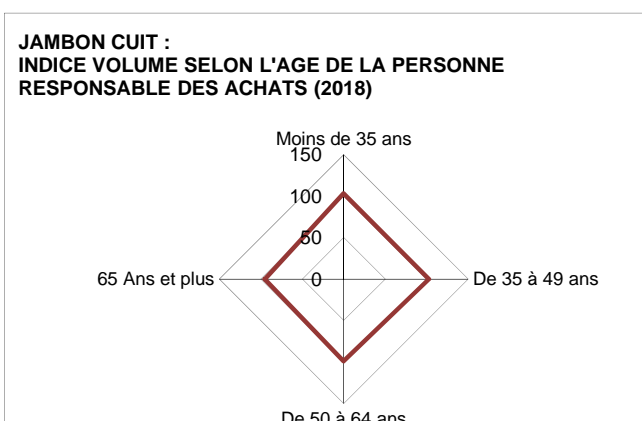 JAMBON CUIT :
INDICE VOLUME SELON L'AGE DE LA PERSONNE
RESPONSABLE DES ACHATS (2018)
Moins de 35 ans
150
100
50
65 Ans et plus
0
De 35 à 49 ans
De 50 à 64 ans